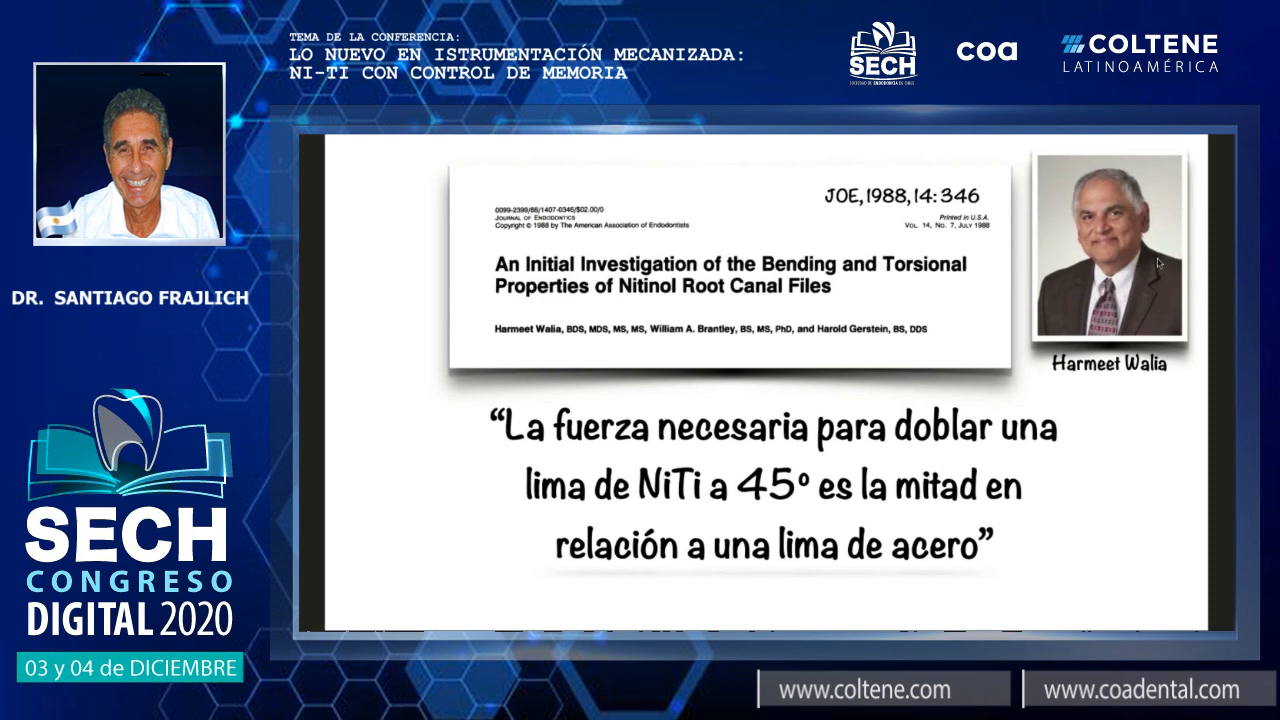 TEMA DE LA CONFERENCIA:
LO NUEVO EN ISTRUMENTACIÓN MECANIZADA:
NI-TI CON CONTROL DE MEMORIA
SECH
SOCIEDAD DE ENDODONCIA DE CHILE
coa
COLTENE
LATINOAMÉRICA
DR. SANTIAGO FRAJLICH
JOE, 1988, 14: 346
0099-2399/88/1407-0346/$02.00/0
JOURNAL OF ENDODONTICS
Copyright © 1988 by The American Association of Endodontists
Printed in U.S.A.
VOL. 14, NO. 7, JULY 1988
An Initial Investigation of the Bending and Torsional
Properties of Nitinol Root Canal Files
Harmeet Walia, BDS, MDS, MS, MS, William A. Brantley, BS, MS, PhD, and Harold Gerstein, BS, DDS
Harmeet Walia
“La fuerza necesaria para doblar una
lima de NiTi a 45º es la mitad en
relación a una lima de acero”
SECH
CONGRESO
DIGITAL 2020
03 y 04 de DICIEMBRE
www.coltene.com
www.coadental.com